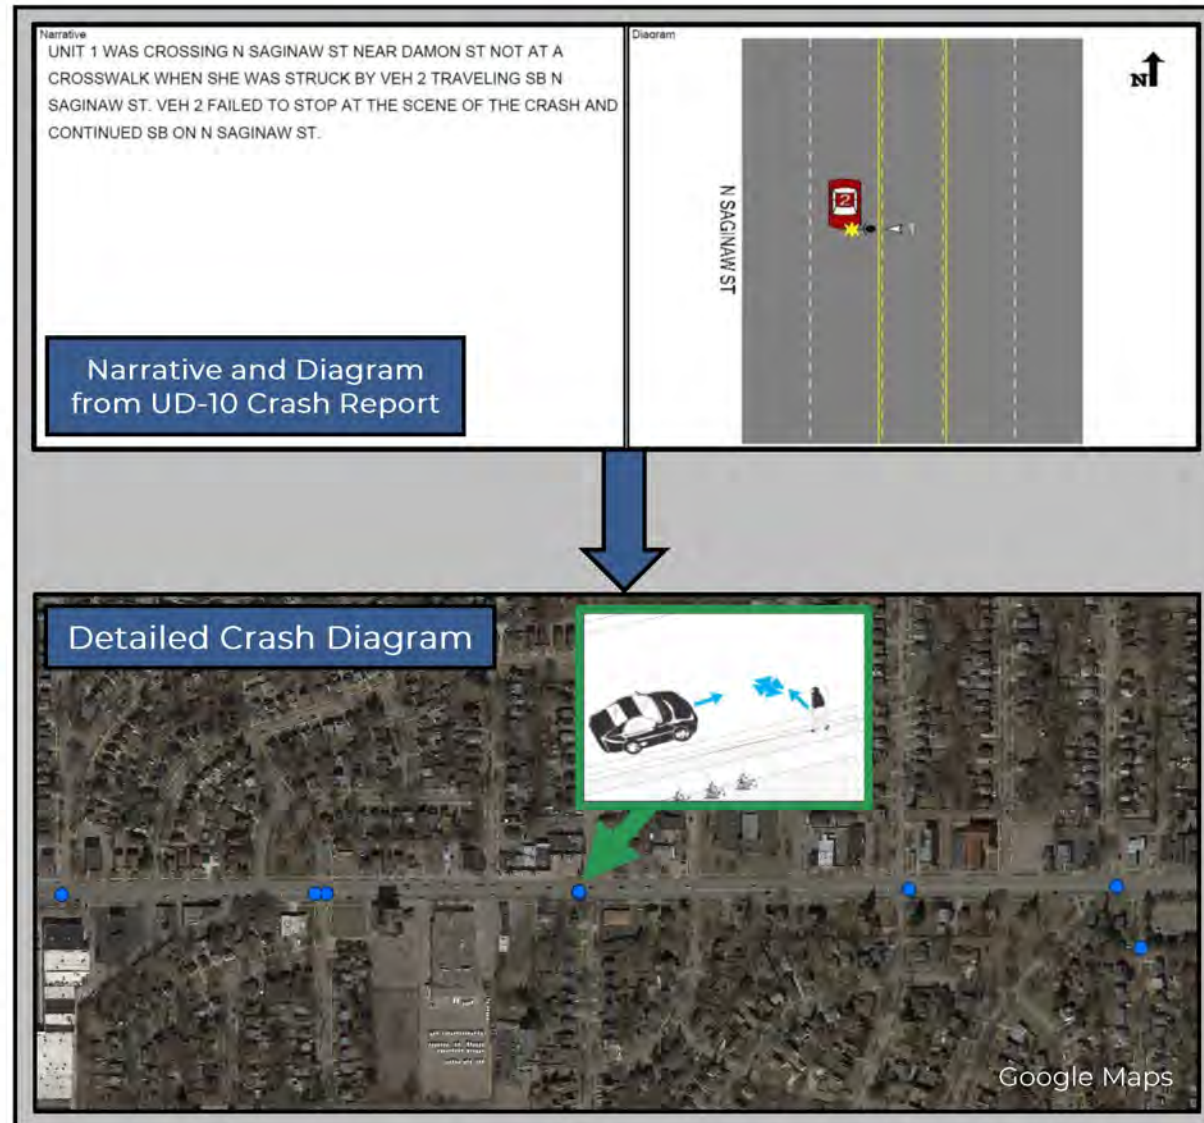 Narrative
UNIT 1 WAS CROSSING N SAGINAW ST NEAR DAMON ST NOT AT A
CROSSWALK WHEN SHE WAS STRUCK BY VEH 2 TRAVELING SB N
SAGINAW ST. VEH 2 FAILED TO STOP AT THE SCENE OF THE CRASH AND
CONTINUED SB ON N SAGINAW ST.
Narrative and Diagram
from UD-10 Crash Report
Diagram
N
N SAGINAW ST
2
1
Detailed Crash Diagram
Google Maps